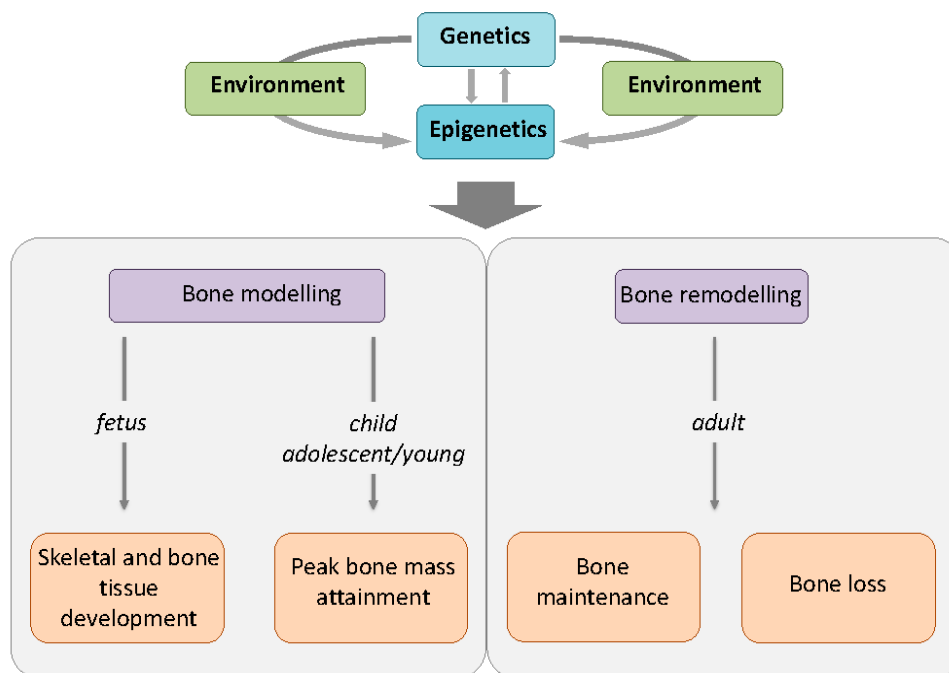 Genetics
Environment
Environment
Epigenetics
Bone modelling
Bone remodelling
fetus
child
adolescent/young
adult
Skeletal and bone
tissue
development
Peak bone mass
attainment
Bone
maintenance
Bone loss